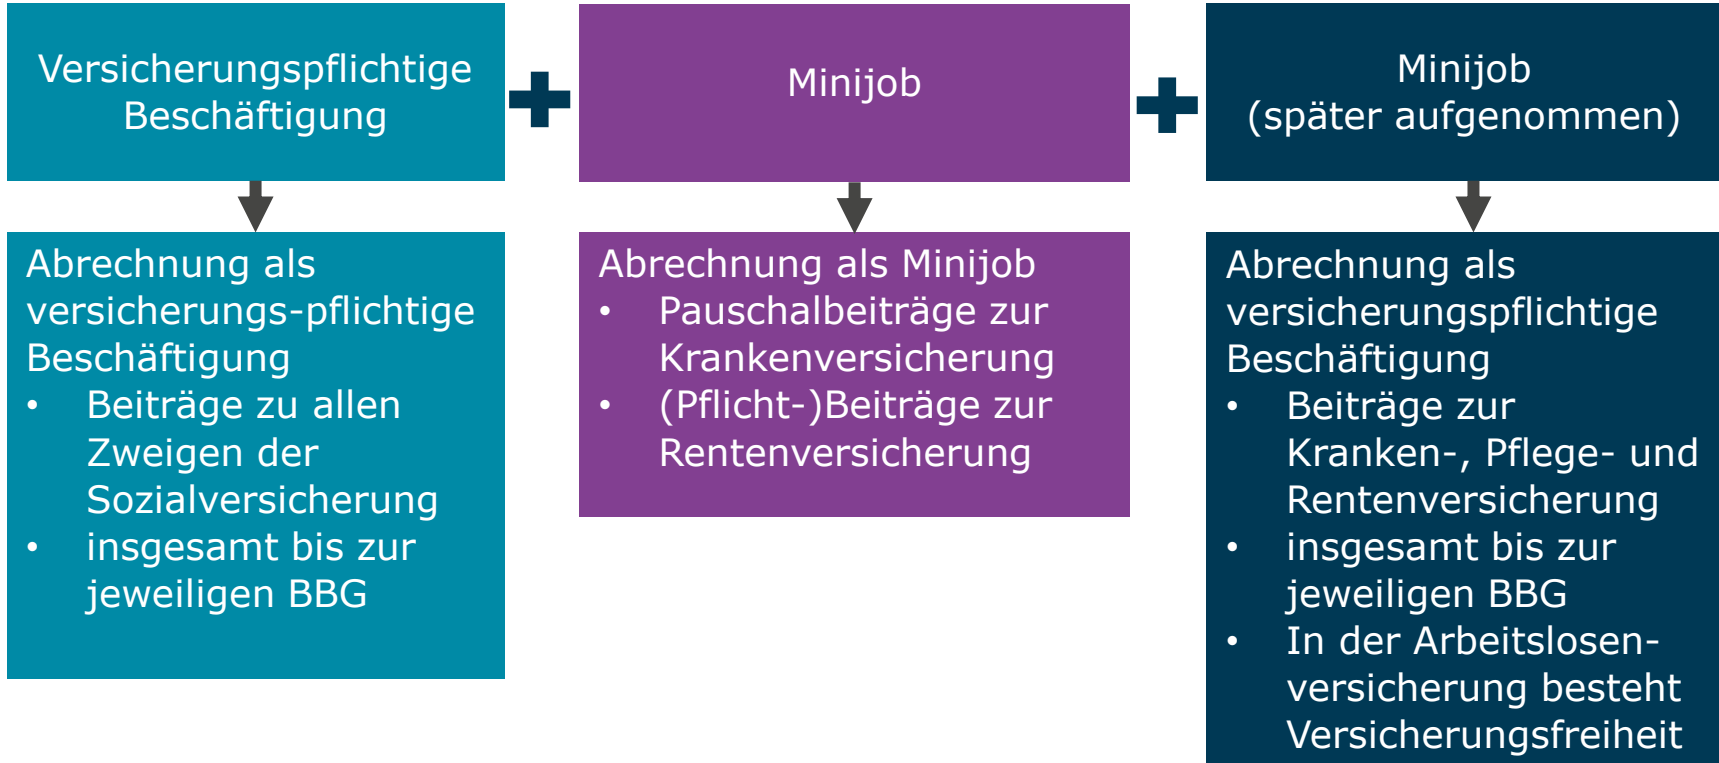 Versicherungspflichtige
Beschäftigung
Minijob
Minijob
(später aufgenommen)
Abrechnung als
versicherungs-pflichtige
Beschäftigung
• Beiträge zu allen
Zweigen der
Sozialversicherung
• insgesamt bis zur
jeweiligen BBG
Abrechnung als Minijob
• Pauschalbeiträge zur
Krankenversicherung
• (Pflicht-)Beiträge zur
Rentenversicherung
Abrechnung als
versicherungspflichtige
Beschäftigung
• Beiträge zur
Kranken-, Pflege- und
Rentenversicherung
• insgesamt bis zur
jeweiligen BBG
• In der Arbeitslosen-
versicherung besteht
Versicherungsfreiheit